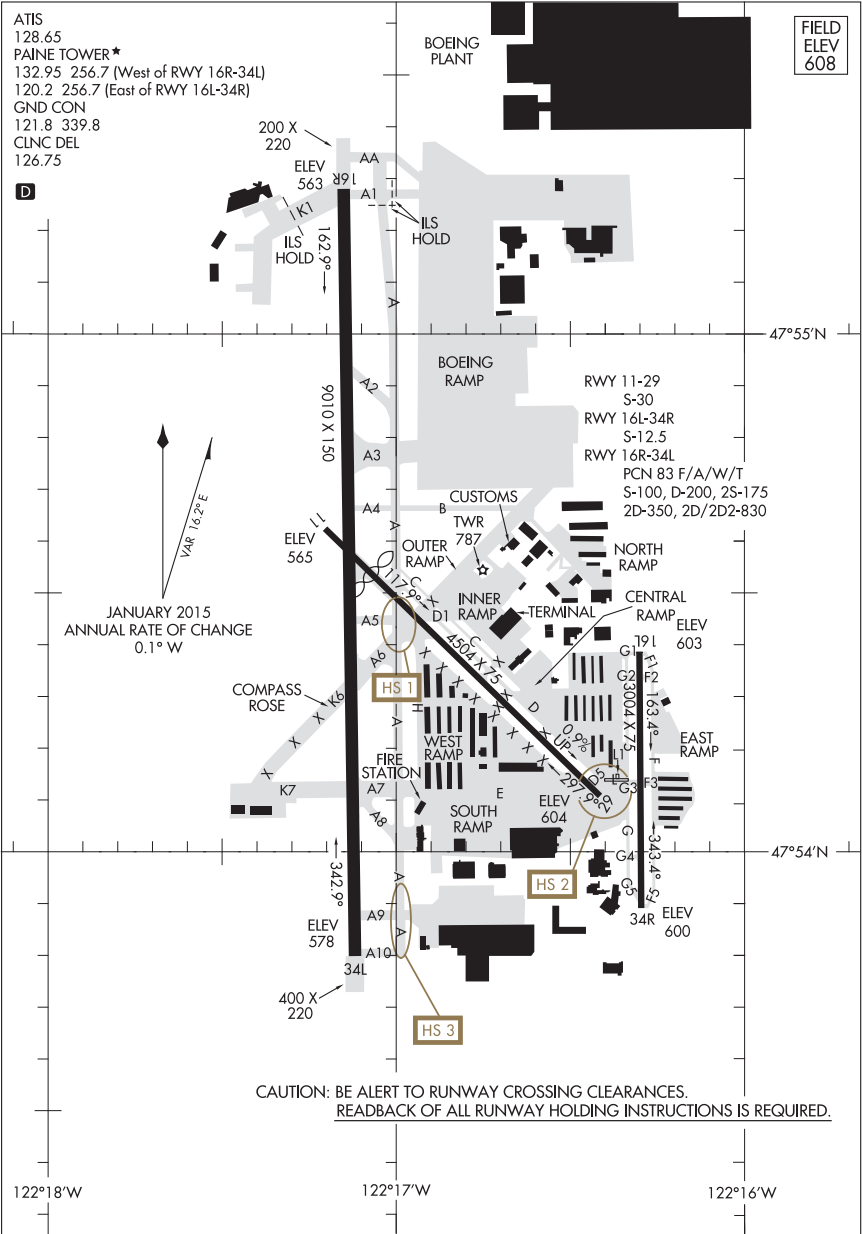 ATIS
128.65
PAINE TOWER★
132.95 256.7 (West of RWY 16R-34L)
120.2 256.7 (East of RWY 16L-34R)
GND CON
121.8 339.8
CLNC DEL
126.75
D
BOEING
PLANT
FIELD
ELEV
608
200 X
220
ELEV
563
16R
AA
A1
K1
ILS
HOLD
ILS
HOLD
162.9°
A
47°55'N
BOEING
RAMP
A2
9010 X 150
A3
RWY 11-29
S-30
RWY 16L-34R
S-12.5
RWY 16R-34L
PCN 83 F/A/W/T
S-100, D-200, 2S-175
2D-350, 2D/2D2-830
VAR 16.2° E
JANUARY 2015
ANNUAL RATE OF CHANGE
0.1° W
A4
B
CUSTOMS
TWR
787
11
ELEV
565
A
OUTER
RAMP
NORTH
RAMP
117.9°
C
X
D1
INNER
RAMP
TERMINAL
CENTRAL
RAMP
ELEV
603
16L
A5
4504 X 75
C
X
G1
F1
A6
G2
F2
HS 1
X X X X X X X X X X
3004 X 75
163.4°
COMPASS
ROSE
K6
X X X X
H
A
WEST
RAMP
X
D
X
0.9%
UP
L1
F
EAST
RAMP
FIRE
STATION
297.9°
D5
29
G3
F3
K7
A7
E
A8
SOUTH
RAMP
ELEV
604
G
G4
343.4°
47°54'N
342.9°
A
HS 2
G5
F5
34R
ELEV
600
ELEV
578
A9
A
A10
34L
400 X
220
HS 3
CAUTION: BE ALERT TO RUNWAY CROSSING CLEARANCES.
READBACK OF ALL RUNWAY HOLDING INSTRUCTIONS IS REQUIRED.
122°18'W
122°17'W
122°16'W